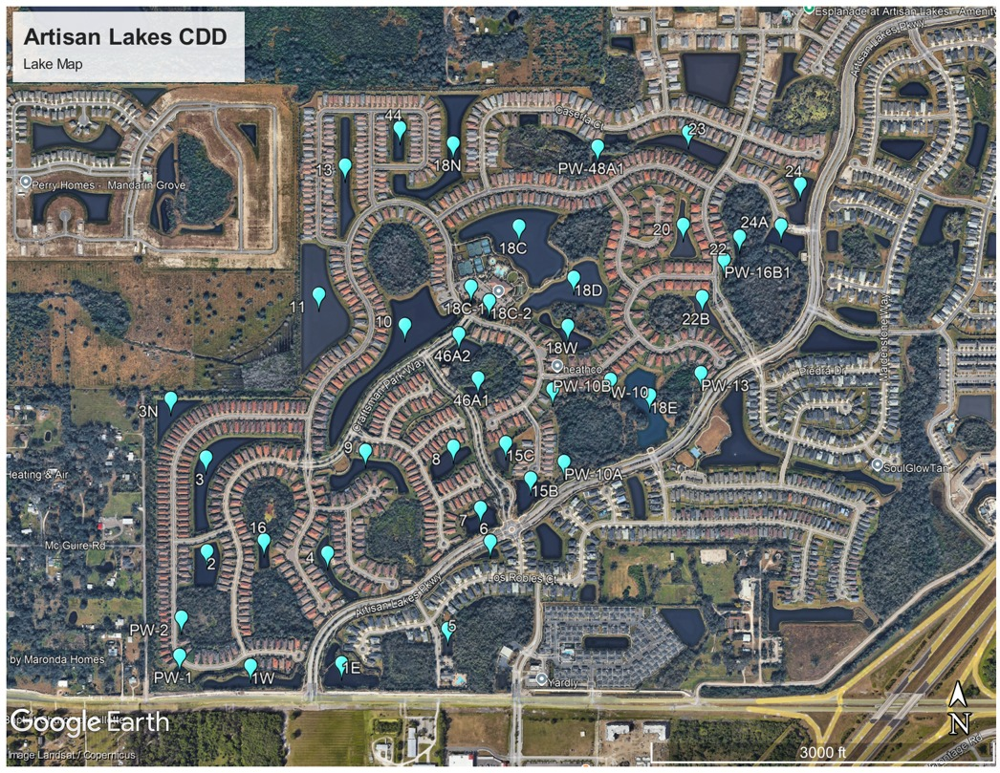 Artisan Lakes CDD
Lake Map
Esplanade at Artisan Lakes - Amenity
Artisan Lakes Pkwy
44
Caserta Ct
23
18N
13
PW-48A1
24
Perry Homes - Mandarin Grove
20
24A
18C
22
PW-16B1
18D
11
18C-1
18C-2
22B
10
18W
46A2
heathco
Craftsman Park Way
Piedra Dr
PW-10B
W-10
PW-13
46A1
18E
3N
9
8
15C
3
PW-10A
SoulGlowTan
Heating & Air
15B
7
6
16
Mc Guire Rd
2
4
Los Robles Ct
Artisan Lakes Pkwy
PW-2
5
by Maronda Homes
PW-1
1W
1E
Yardly
Google Earth
N
Image Landsat / Copernicus
3000 ft